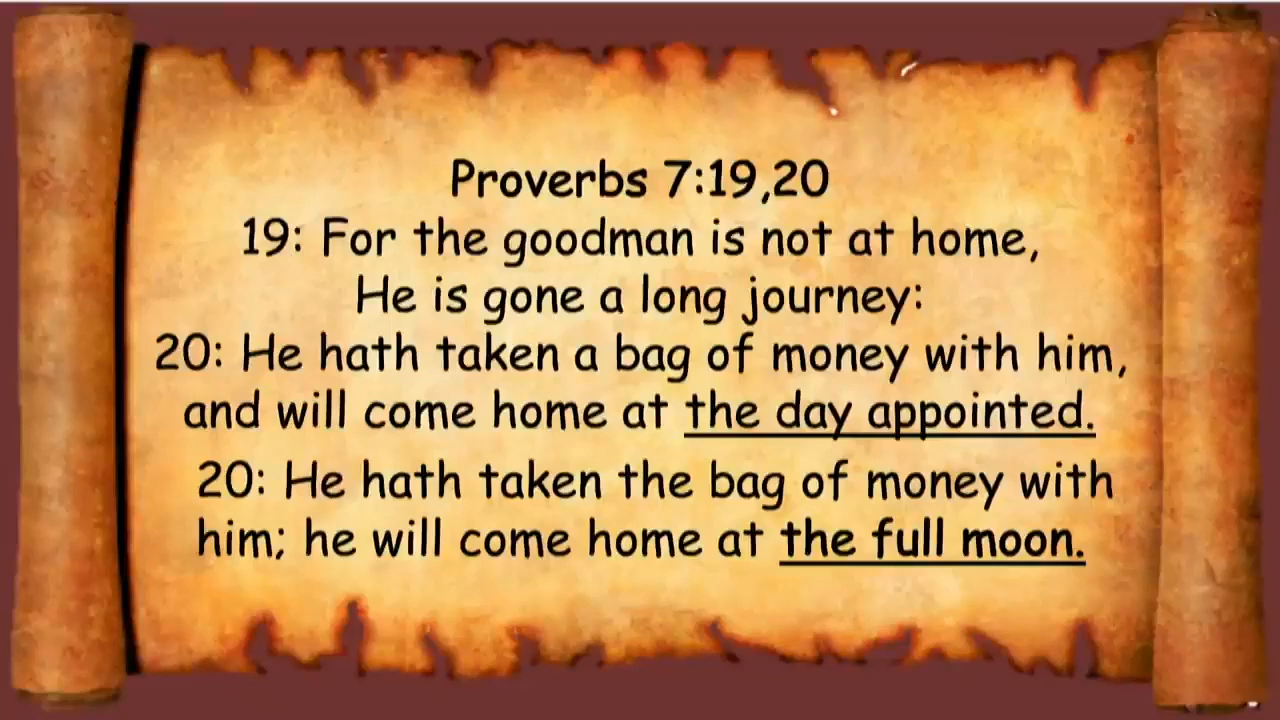 Proverbs 7:19,20
19: For the goodman is not at home,
He is gone a long journey:
20: He hath taken a bag of money with him,
and will come home at the day appointed.
20: He hath taken the bag of money with
him; he will come home at the full moon.